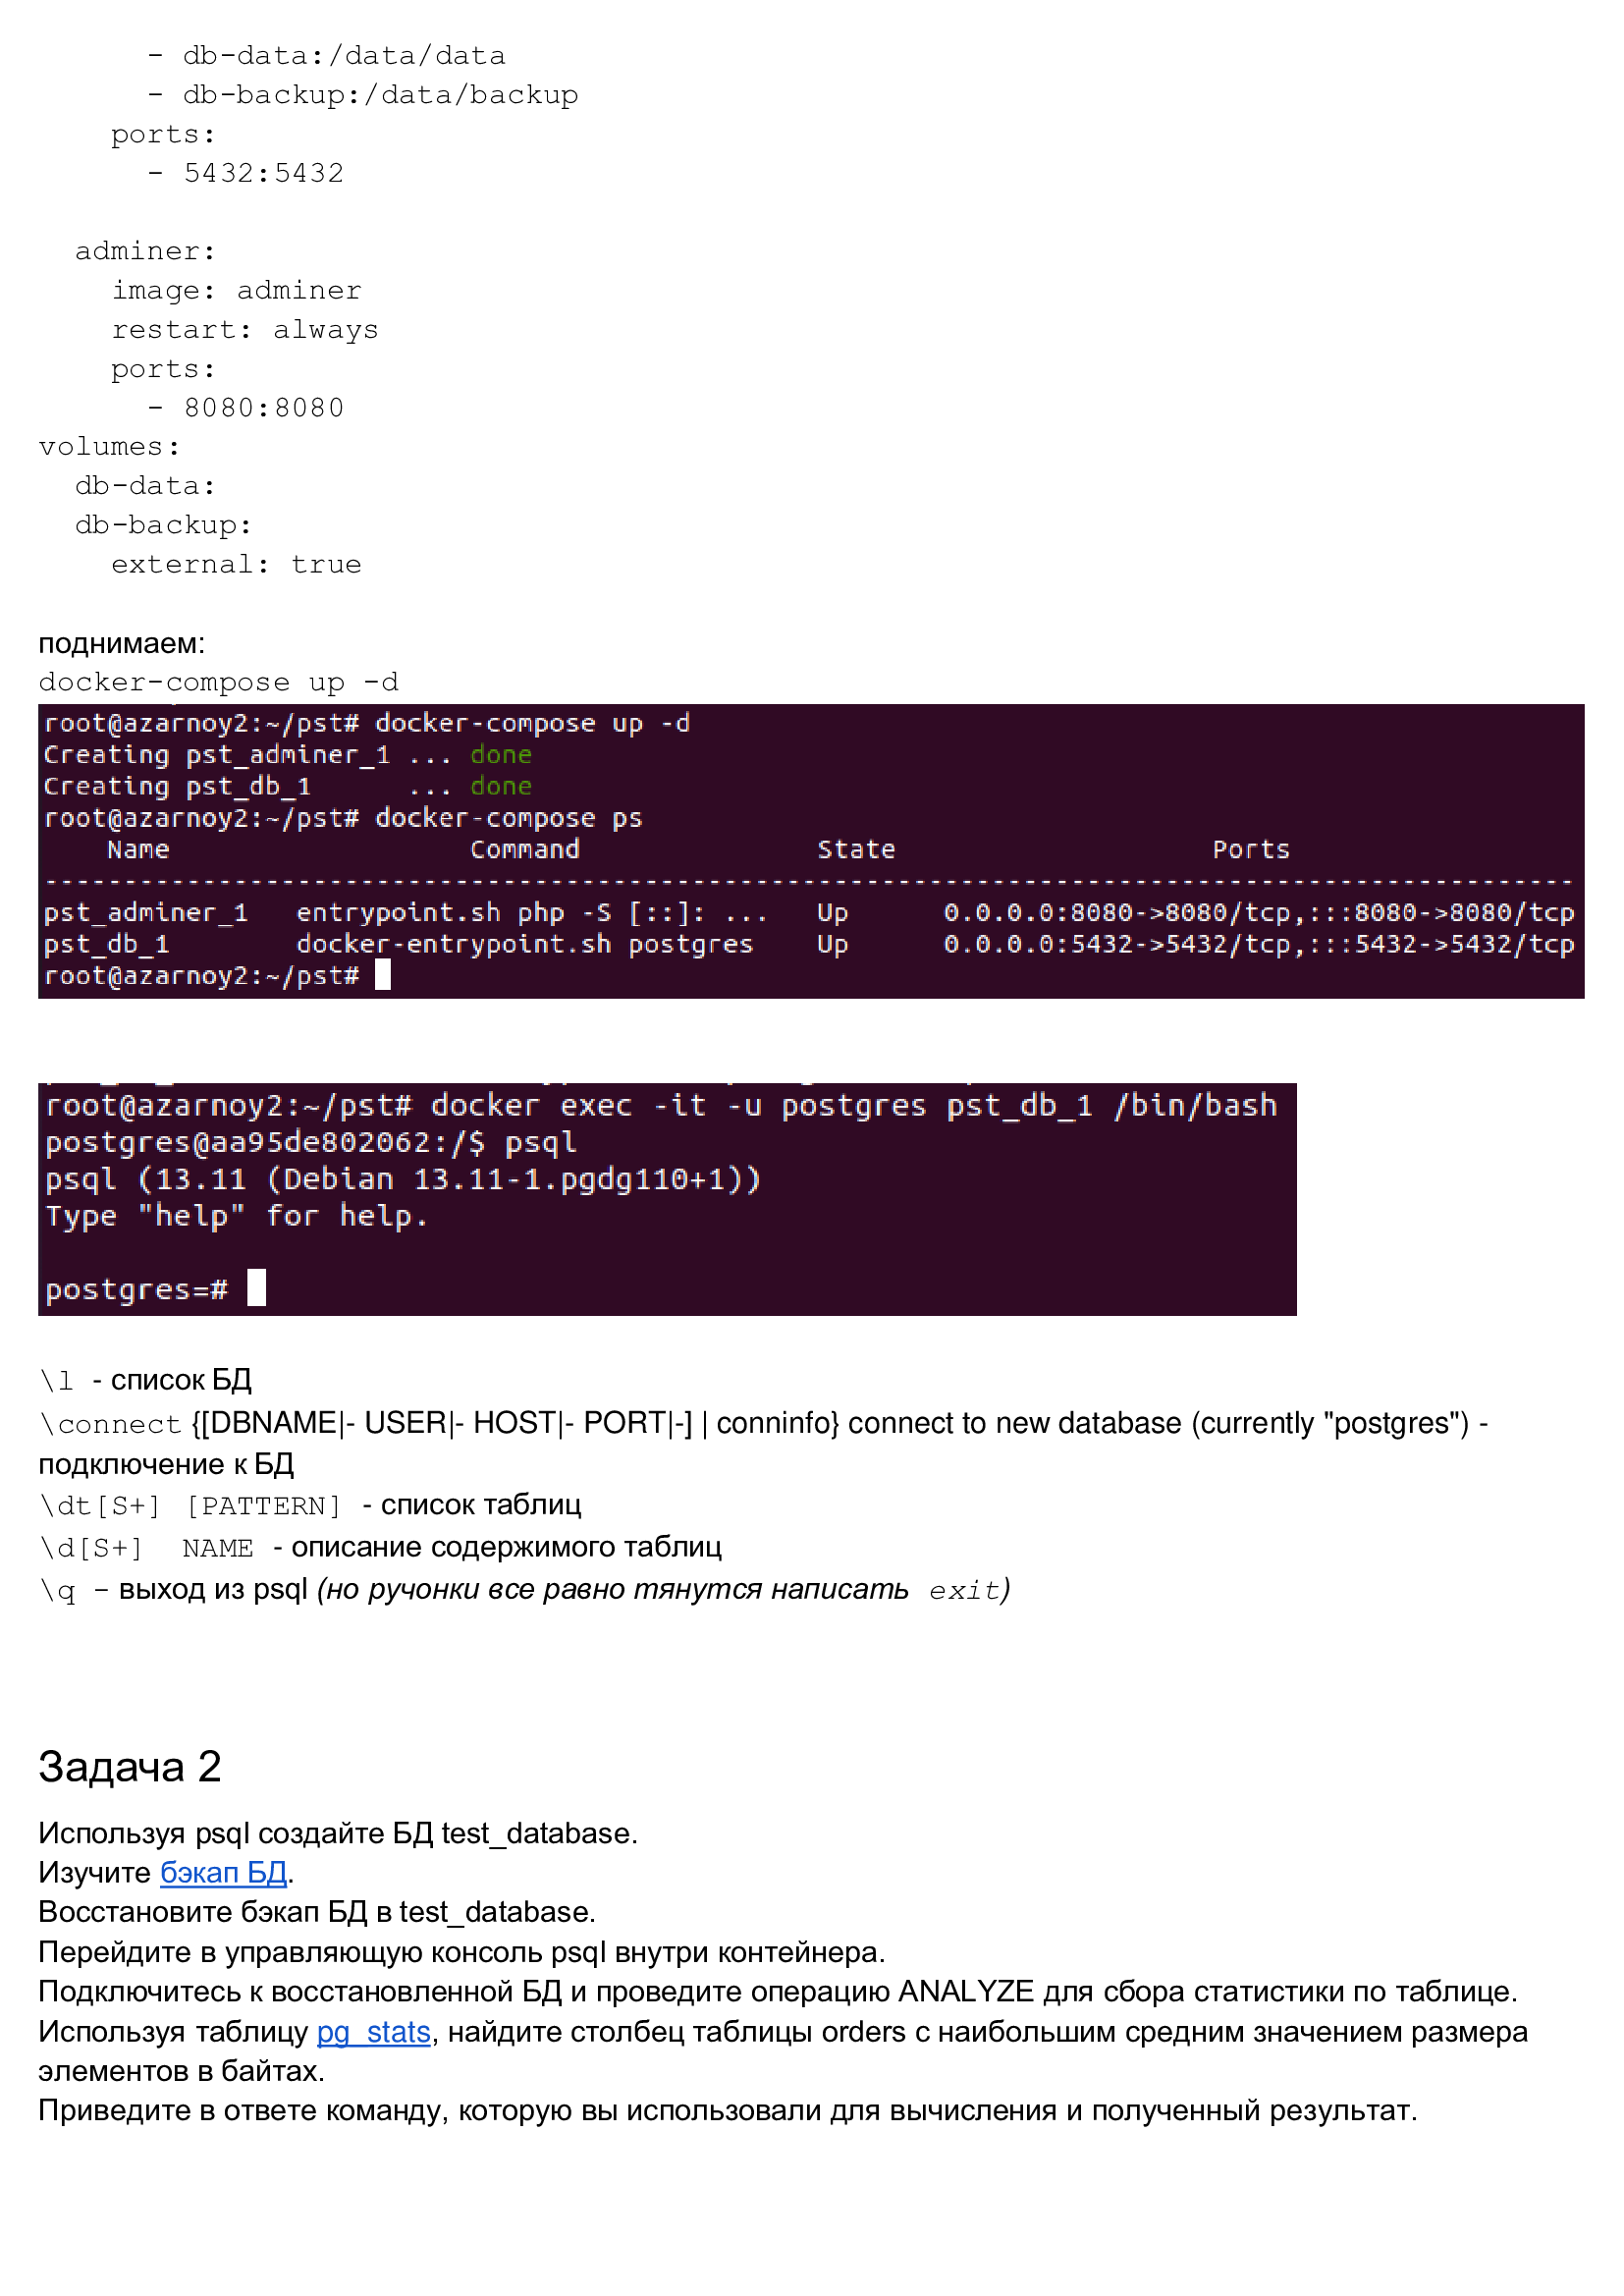 - db-data:/data/data
      - db-backup:/data/backup
    ports:
      - 5432:5432

  adminer:
    image: adminer
    restart: always
    ports:
      - 8080:8080
volumes:
  db-data:
  db-backup:
    external: true

поднимаем:
docker-compose up -d
root@azarnoy2:~/pst# docker-compose up -d
Creating pst_adminer_1 ... done
Creating pst_db_1      ... done
root@azarnoy2:~/pst# docker-compose ps
    Name                   Command               State                    Ports
-------------------------------------------------------------------------------------------------
pst_adminer_1   entrypoint.sh php -S [::]: ...   Up      0.0.0.0:8080->8080/tcp,:::8080->8080/tcp
pst_db_1        docker-entrypoint.sh postgres    Up      0.0.0.0:5432->5432/tcp,:::5432->5432/tcp
root@azarnoy2:~/pst#

root@azarnoy2:~/pst# docker exec -it -u postgres pst_db_1 /bin/bash
postgres@aa95de802062:/$ psql
psql (13.11 (Debian 13.11-1.pgdg110+1))
Type "help" for help.

postgres=#

\l - список БД
\connect {[DBNAME|- USER|- HOST|- PORT|-] | conninfo} connect to new database (currently "postgres") -
подключение к БД
\dt[S+] [PATTERN] - список таблиц
\d[S+]  NAME - описание содержимого таблиц
\q - выход из psql (но ручонки все равно тянутся написать exit)

Задача 2
Используя psql создайте БД test_database.
Изучите бэкап БД.
Восстановите бэкап БД в test_database.
Перейдите в управляющую консоль psql внутри контейнера.
Подключитесь к восстановленной БД и проведите операцию ANALYZE для сбора статистики по таблице.
Используя таблицу pg_stats, найдите столбец таблицы orders с наибольшим средним значением размера
элементов в байтах.
Приведите в ответе команду, которую вы использовали для вычисления и полученный результат.